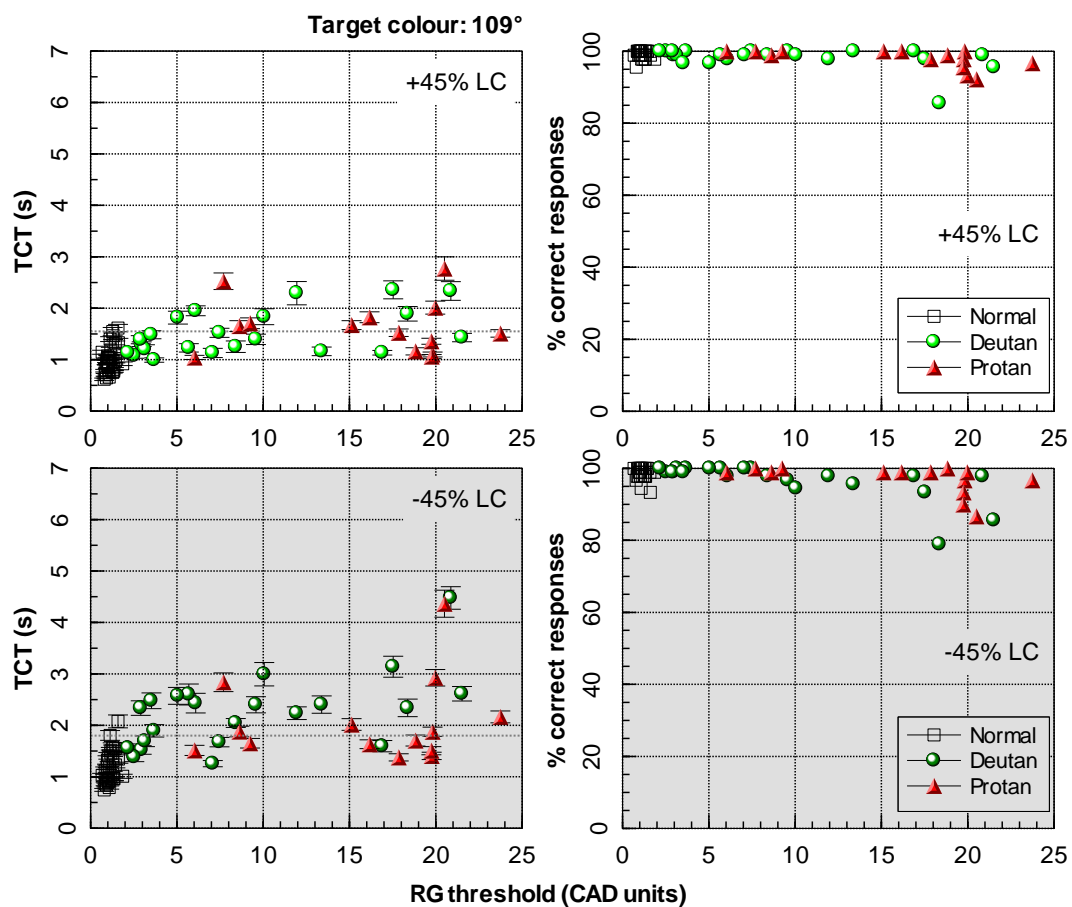 Target colour: 109°
7
6
5
4
3
2
1
0
TCT (s)
+45% LC
0 5 10 15 20 25
100
80
60
40
20
0
% correct responses
+45% LC
Normal
Deutan
Protan
0 5 10 15 20 25
7
6
5
4
3
2
1
0
TCT (s)
-45% LC
0 5 10 15 20 25
100
80
60
40
20
0
% correct responses
-45% LC
Normal
Deutan
Protan
0 5 10 15 20 25
RG threshold (CAD units)